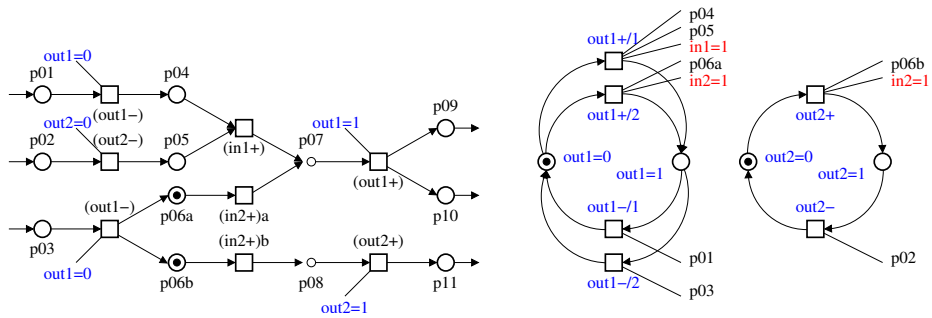 out1=0
p01
p04
(out1-)
out2=0
p02
p05
(out2-)
(in1+)
p07
out1=1
p09
(out1+)
p10
(out1-)
p03
out1=0
p06a
(in2+)a
(in2+)b
p06b
p08
(out2+)
out2=1
p11
p04
p05
in1=1
out1+/1
p06a
in2=1
out1+/2
out1=0
out1=1
out1-/1
p01
out1-/2
p03
p06b
in2=1
out2+
out2=0
out2=1
out2-
p02